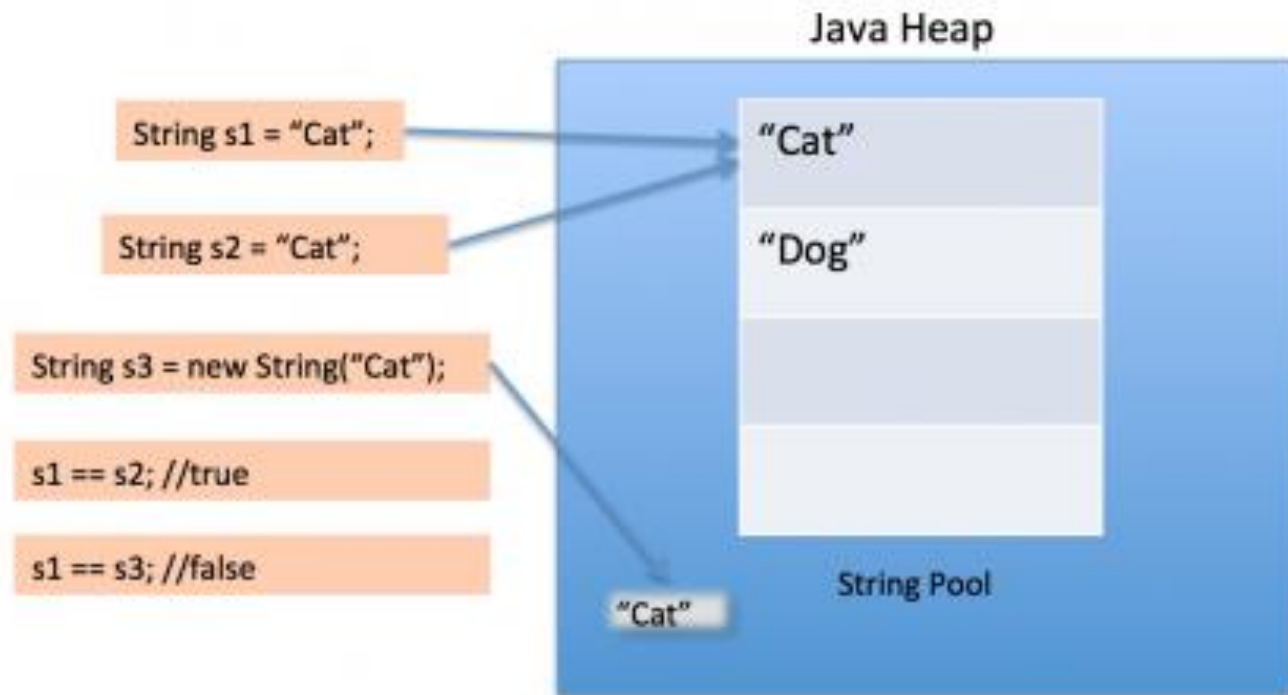 Java Heap
String s1 = “Cat”;
“Cat”
String s2 = “Cat”;
“Dog”
String s3 = new String(“Cat”);
s1 == s2; //true
s1 == s3; //false
String Pool
“Cat”